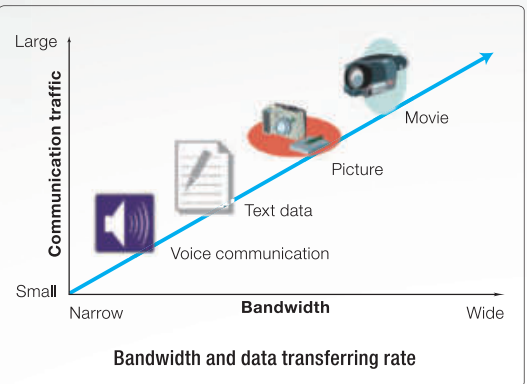 Large
Communication traffic
Movie
Picture
Text data
Voice communication
Small
Narrow
Bandwidth
Wide
Bandwidth and data transferring rate